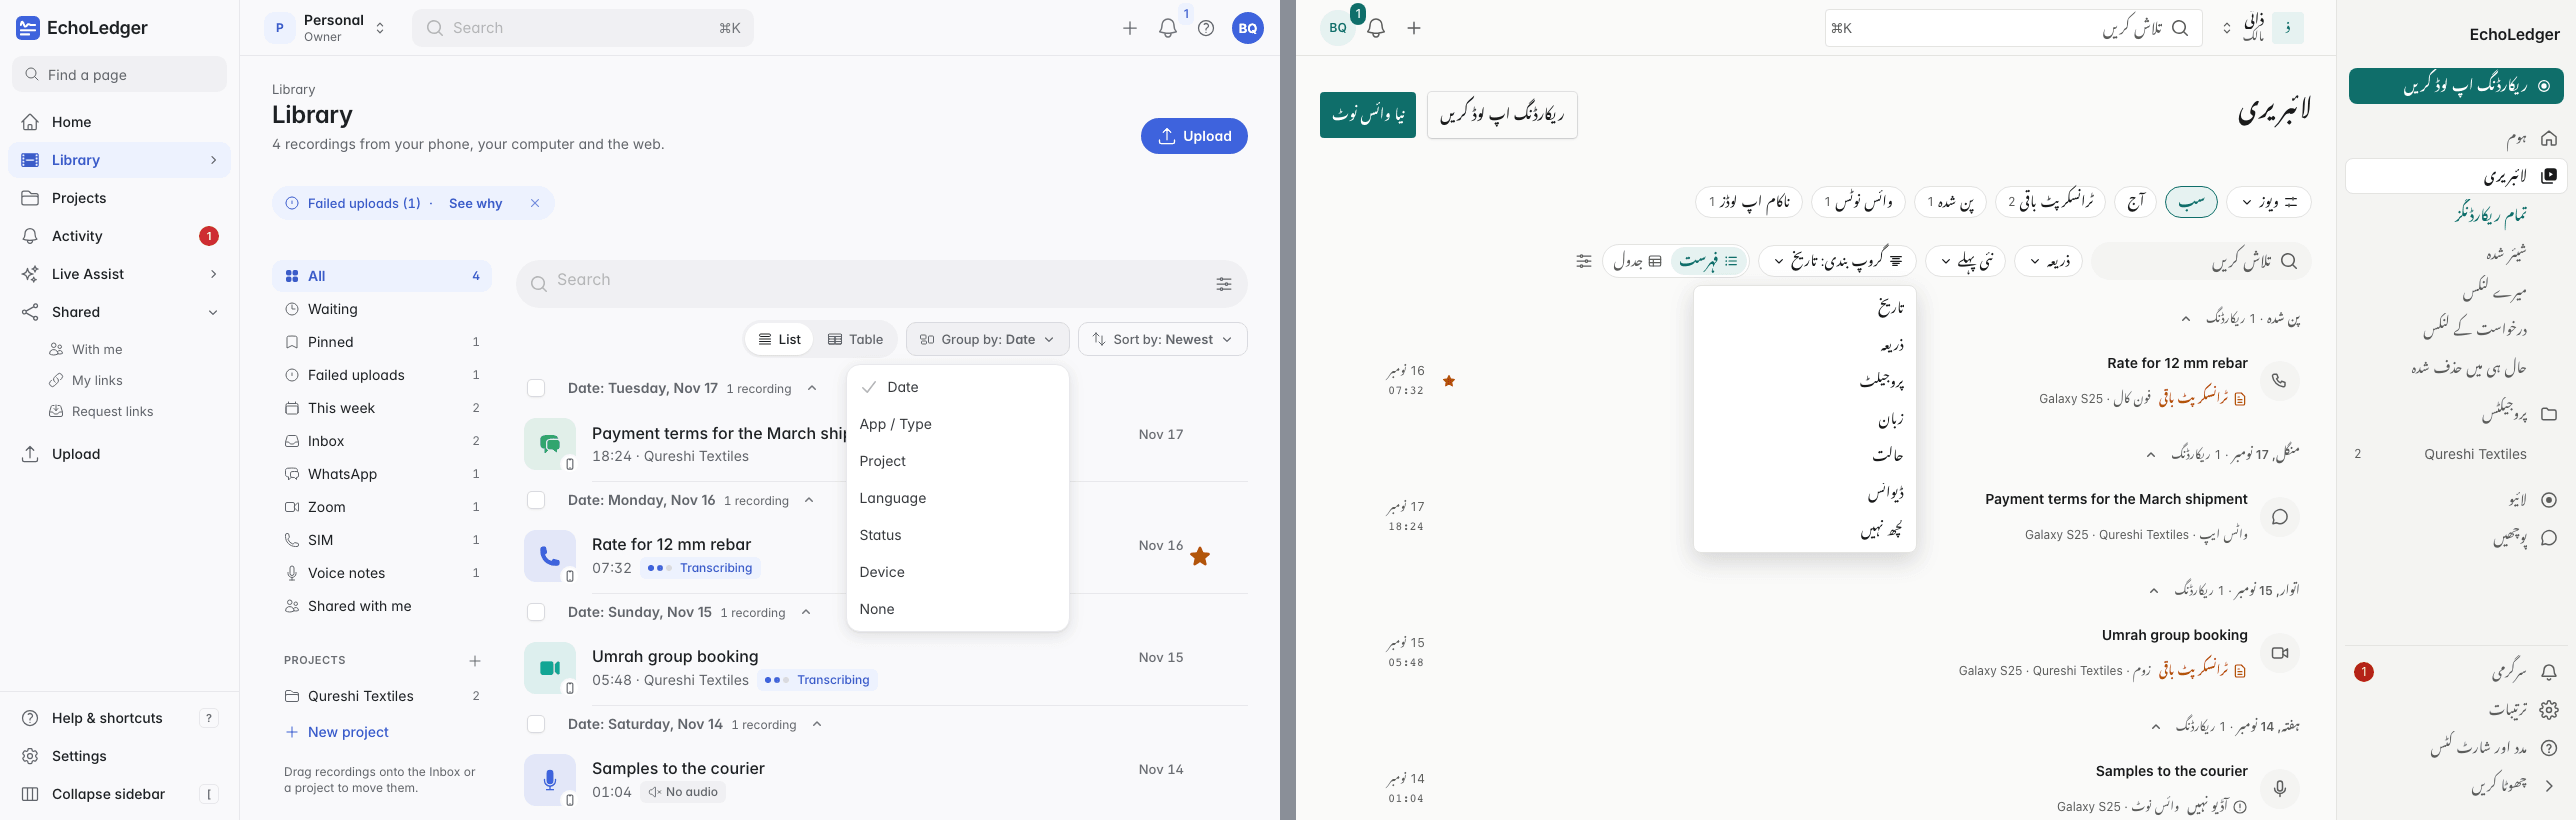 EchoLedger
Find a page
Home
Library
Projects
Activity 1
Live Assist
Shared
With me
My links
Request links
Upload
Help & shortcuts ?
Settings
Collapse sidebar [
P Personal
Owner
Search ⌘K
1
BQ
Library
Library
4 recordings from your phone, your computer and the web.
Upload
Failed uploads (1) · See why
All 4
Waiting
Pinned 1
Failed uploads 1
This week 2
Inbox 2
WhatsApp 1
Zoom 1
SIM 1
Voice notes 1
Shared with me
PROJECTS
Qureshi Textiles 2
New project
Drag recordings onto the Inbox or
a project to move them.
Search
List Table Group by: Date Sort by: Newest
Date
App / Type
Project
Language
Status
Device
None
Date: Tuesday, Nov 17 1 recording
Payment terms for the March ship
Nov 17
18:24 · Qureshi Textiles
Date: Monday, Nov 16 1 recording
Rate for 12 mm rebar
Nov 16
07:32 Transcribing
Date: Sunday, Nov 15 1 recording
Umrah group booking
Nov 15
05:48 · Qureshi Textiles Transcribing
Date: Saturday, Nov 14 1 recording
Samples to the courier
Nov 14
01:04 No audio
EchoLedger
ریکارڈنگ اپ لوڈ کریں
ہوم
لائبریری
تمام ریکارڈنگز
شیئر شدہ
میرے لنکس
درخواست کے لنکس
حال ہی میں حذف شدہ
پروجیکٹس
Qureshi Textiles 2
لائیو
پوچھیں
سرگرمی 1
ترتیبات
مدد اور شارٹ کٹس
چھوٹا کریں
ذ ذاتی
مالک
تلاش کریں ⌘K
BQ 1
لائبریری
ریکارڈنگ اپ لوڈ کریں
نیا وائس نوٹ
ویوز
سب
آج
ٹرانسکرپٹ باقی 2
پن شدہ 1
وائس نوٹس 1
ناکام اپ لوڈز 1
تلاش کریں
ذریعہ
نئی پہلے
گروپ بندی: تاریخ
فہرست
جدول
تاریخ
ذریعہ
پروجیکٹ
زبان
حالت
ڈیوائس
کچھ نہیں
پن شدہ · 1 ریکارڈنگ
Rate for 12 mm rebar
ٹرانسکرپٹ باقی فون کال · Galaxy S25
16 نومبر
07:32
منگل, 17 نومبر · 1 ریکارڈنگ
Payment terms for the March shipment
واٹس ایپ · Galaxy S25 · Qureshi Textiles
17 نومبر
18:24
اتوار, 15 نومبر · 1 ریکارڈنگ
Umrah group booking
ٹرانسکرپٹ باقی زوم · Galaxy S25 · Qureshi Textiles
15 نومبر
05:48
ہفتہ, 14 نومبر · 1 ریکارڈنگ
Samples to the courier
آڈیو نہیں وائس نوٹ · Galaxy S25
14 نومبر
01:04